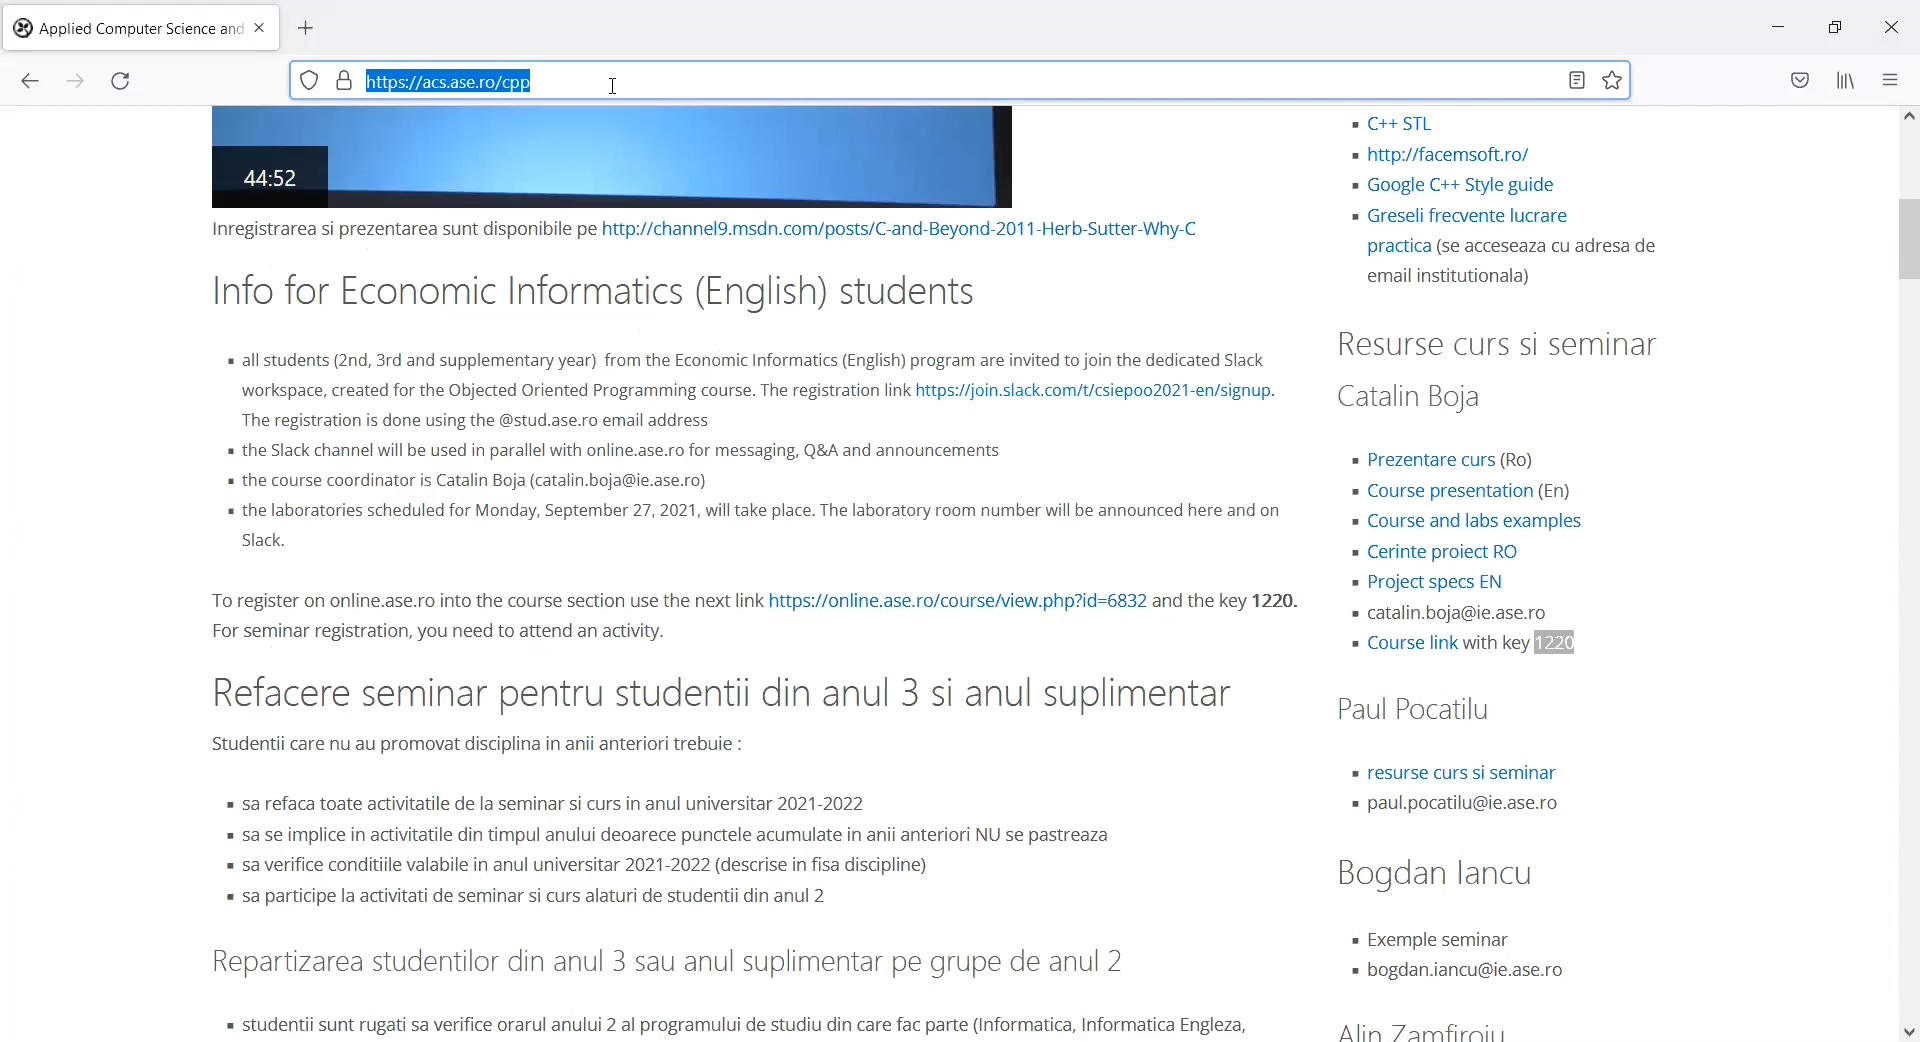 Applied Computer Science and
https://acs.ase.ro/cpp
44:52
Inregistrarea si prezentarea sunt disponibile pe http://channel9.msdn.com/posts/C-and-Beyond-2011-Herb-Sutter-Why-C
Info for Economic Informatics (English) students
▪ all students (2nd, 3rd and supplementary year)  from the Economic Informatics (English) program are invited to join the dedicated Slack
workspace, created for the Objected Oriented Programming course. The registration link https://join.slack.com/t/csiepoo2021-en/signup.
The registration is done using the @stud.ase.ro email address
▪ the Slack channel will be used in parallel with online.ase.ro for messaging, Q&A and announcements
▪ the course coordinator is Catalin Boja (catalin.boja@ie.ase.ro)
▪ the laboratories scheduled for Monday, September 27, 2021, will take place. The laboratory room number will be announced here and on
Slack.
To register on online.ase.ro into the course section use the next link https://online.ase.ro/course/view.php?id=6832 and the key 1220.
For seminar registration, you need to attend an activity.
Refacere seminar pentru studentii din anul 3 si anul suplimentar
Studentii care nu au promovat disciplina in anii anteriori trebuie :
▪ sa refaca toate activitatile de la seminar si curs in anul universitar 2021-2022
▪ sa se implice in activitatile din timpul anului deoarece punctele acumulate in anii anteriori NU se pastreaza
▪ sa verifice conditiile valabile in anul universitar 2021-2022 (descrise in fisa discipline)
▪ sa participe la activitati de seminar si curs alaturi de studentii din anul 2
Repartizarea studentilor din anul 3 sau anul suplimentar pe grupe de anul 2
▪ studentii sunt rugati sa verifice orarul anului 2 al programului de studiu din care fac parte (Informatica, Informatica Engleza,
▪ C++ STL
▪ http://facemsoft.ro/
▪ Google C++ Style guide
▪ Greseli frecvente lucrare
practica (se acceseaza cu adresa de
email institutionala)
Resurse curs si seminar
Catalin Boja
▪ Prezentare curs (Ro)
▪ Course presentation (En)
▪ Course and labs examples
▪ Cerinte proiect RO
▪ Project specs EN
▪ catalin.boja@ie.ase.ro
▪ Course link with key 1220
Paul Pocatilu
▪ resurse curs si seminar
▪ paul.pocatilu@ie.ase.ro
Bogdan Iancu
▪ Exemple seminar
▪ bogdan.iancu@ie.ase.ro
Alin Zamfiroiu